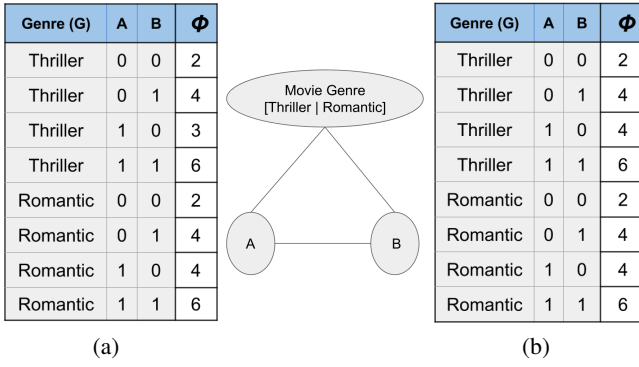 Genre (G) A B ϕ
Thriller 0 0 2
Thriller 0 1 4
Thriller 1 0 3
Thriller 1 1 6
Romantic 0 0 2
Romantic 0 1 4
Romantic 1 0 4
Romantic 1 1 6
(a)
Movie Genre
[Thriller | Romantic]
A B
Genre (G) A B ϕ
Thriller 0 0 2
Thriller 0 1 4
Thriller 1 0 4
Thriller 1 1 6
Romantic 0 0 2
Romantic 0 1 4
Romantic 1 0 4
Romantic 1 1 6
(b)